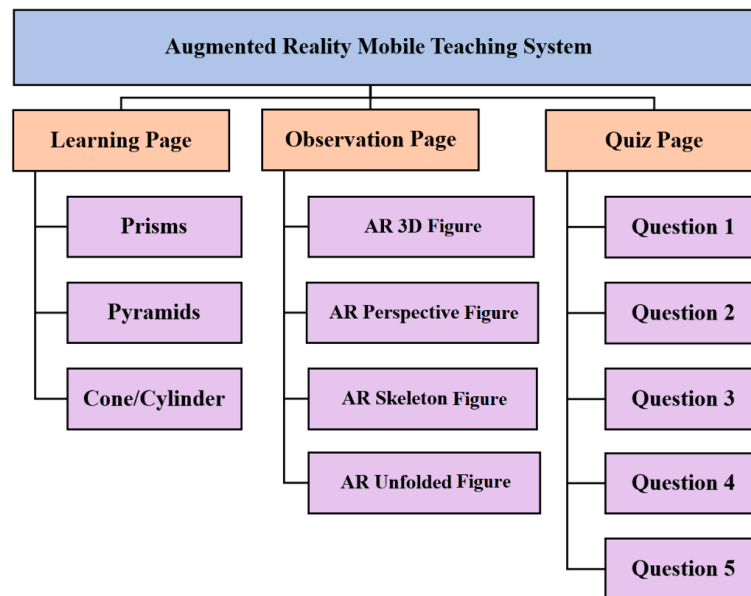 Augmented Reality Mobile Teaching System
Learning Page
Prisms
Pyramids
Cone/Cylinder
Observation Page
AR 3D Figure
AR Perspective Figure
AR Skeleton Figure
AR Unfolded Figure
Quiz Page
Question 1
Question 2
Question 3
Question 4
Question 5